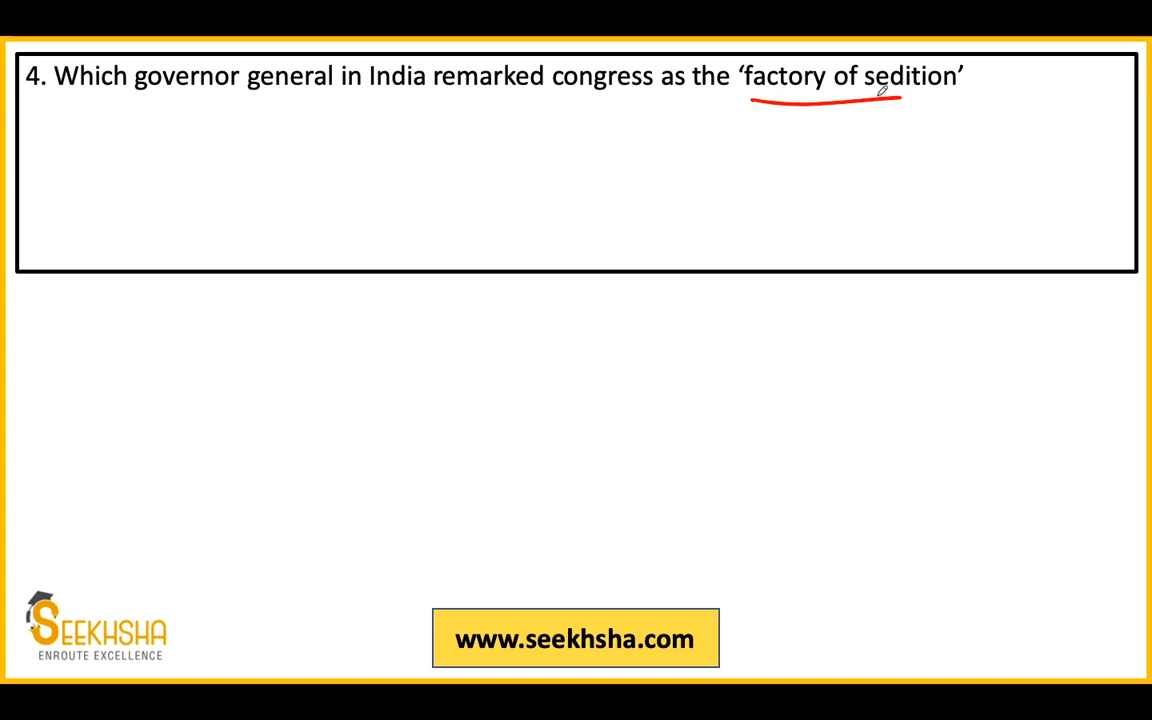 4. Which governor general in India remarked congress as the ‘factory of sedition’
SEEKHSHA
ENROUTE EXCELLENCE
www.seekhsha.com